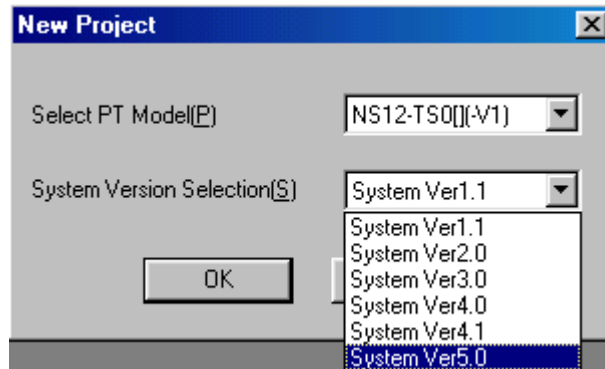 New Project
Select PT Model(P)
NS12-TS0[](-V1)
System Version Selection(S)
System Ver1.1
System Ver1.1
System Ver2.0
System Ver3.0
System Ver4.0
System Ver4.1
System Ver5.0
OK